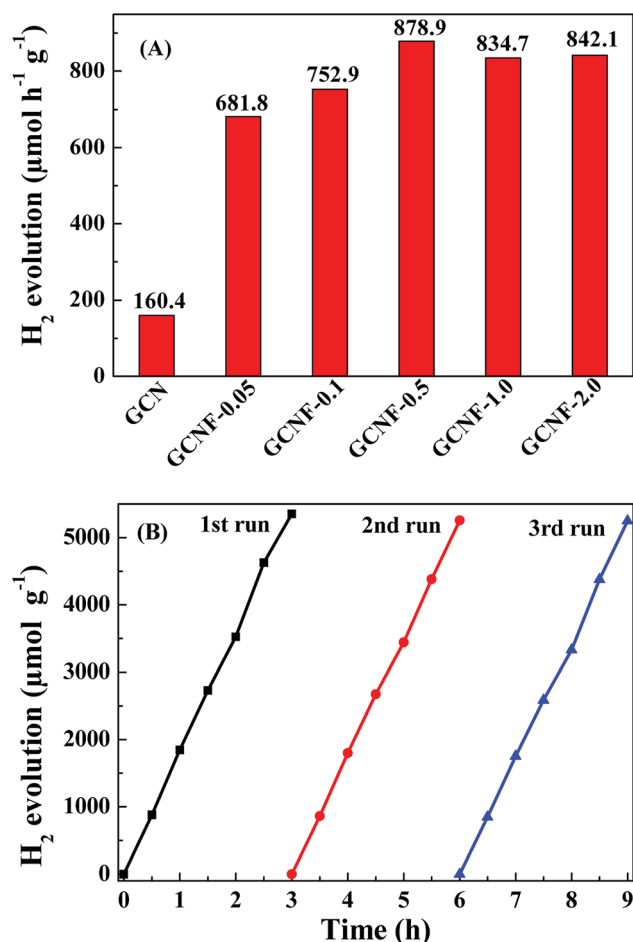 (A)
H₂ evolution (µmol h⁻¹ g⁻¹)
800
600
400
200
0
160.4
681.8
752.9
878.9
834.7
842.1
GCN
GCNF-0.05
GCNF-0.1
GCNF-0.5
GCNF-1.0
GCNF-2.0
(B)
1st run
2nd run
3rd run
H₂ evolution (µmol g⁻¹)
5000
4000
3000
2000
1000
0
0 1 2 3 4 5 6 7 8 9
Time (h)